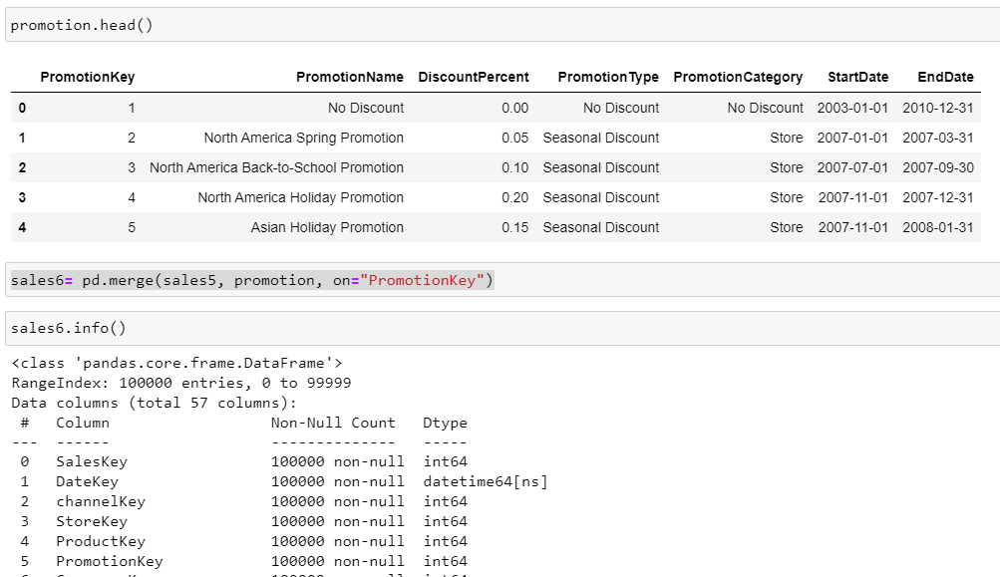 promotion.head()
PromotionKey PromotionName DiscountPercent PromotionType PromotionCategory StartDate EndDate
0 1 No Discount 0.00 No Discount No Discount 2003-01-01 2010-12-31
1 2 North America Spring Promotion 0.05 Seasonal Discount Store 2007-01-01 2007-03-31
2 3 North America Back-to-School Promotion 0.10 Seasonal Discount Store 2007-07-01 2007-09-30
3 4 North America Holiday Promotion 0.20 Seasonal Discount Store 2007-11-01 2007-12-31
4 5 Asian Holiday Promotion 0.15 Seasonal Discount Store 2007-11-01 2008-01-31
sales6= pd.merge(sales5, promotion, on="PromotionKey")
sales6.info()
<class 'pandas.core.frame.DataFrame'>
RangeIndex: 100000 entries, 0 to 99999
Data columns (total 57 columns):
# Column Non-Null Count Dtype
--- ------ -------------- -----
0 SalesKey 100000 non-null int64
1 DateKey 100000 non-null datetime64[ns]
2 channelKey 100000 non-null int64
3 StoreKey 100000 non-null int64
4 ProductKey 100000 non-null int64
5 PromotionKey 100000 non-null int64